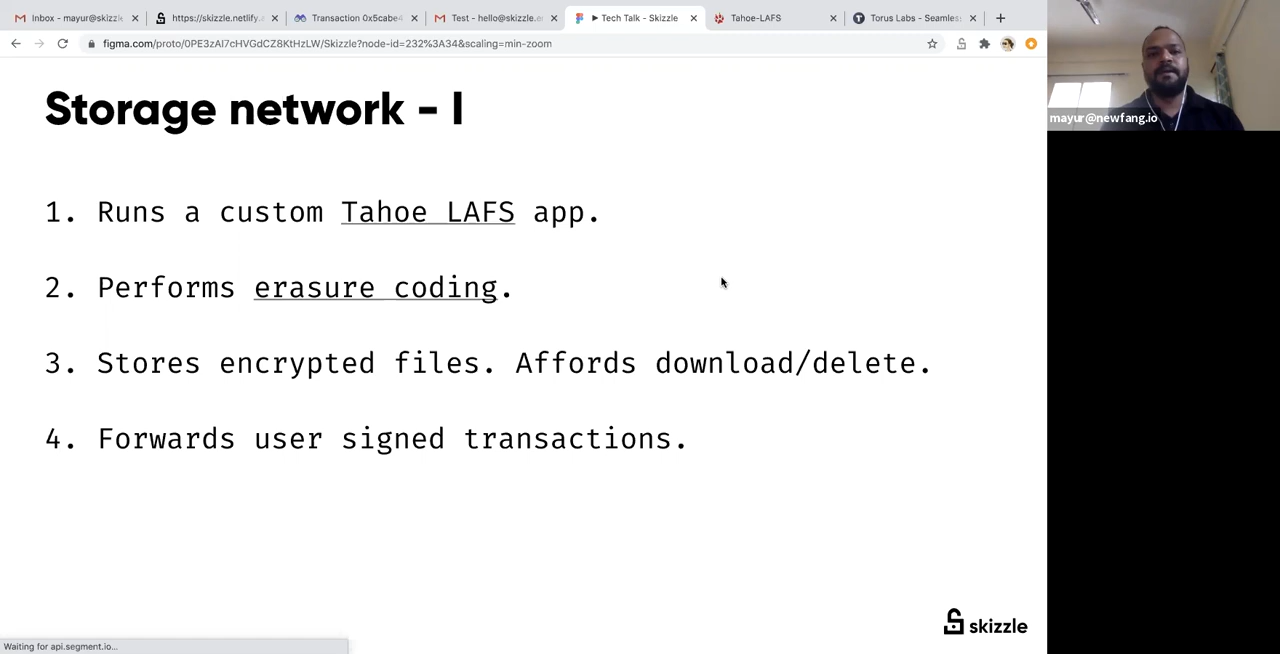 Inbox - mayur@skizzl
https://skizzle.netlify.a
Transaction 0x5cabe4
Test - hello@skizzle.e
▶ Tech Talk - Skizzle
Tahoe-LAFS
Torus Labs - Seamles
figma.com/proto/0PE3zAI7cHVGdCZ8KtHzLW/Skizzle?node-id=232%3A34&scaling=min-zoom
mayur@newfang.io
Storage network - I
1. Runs a custom Tahoe LAFS app.
2. Performs erasure coding.
3. Stores encrypted files. Affords download/delete.
4. Forwards user signed transactions.
skizzle
Waiting for api.segment.io...